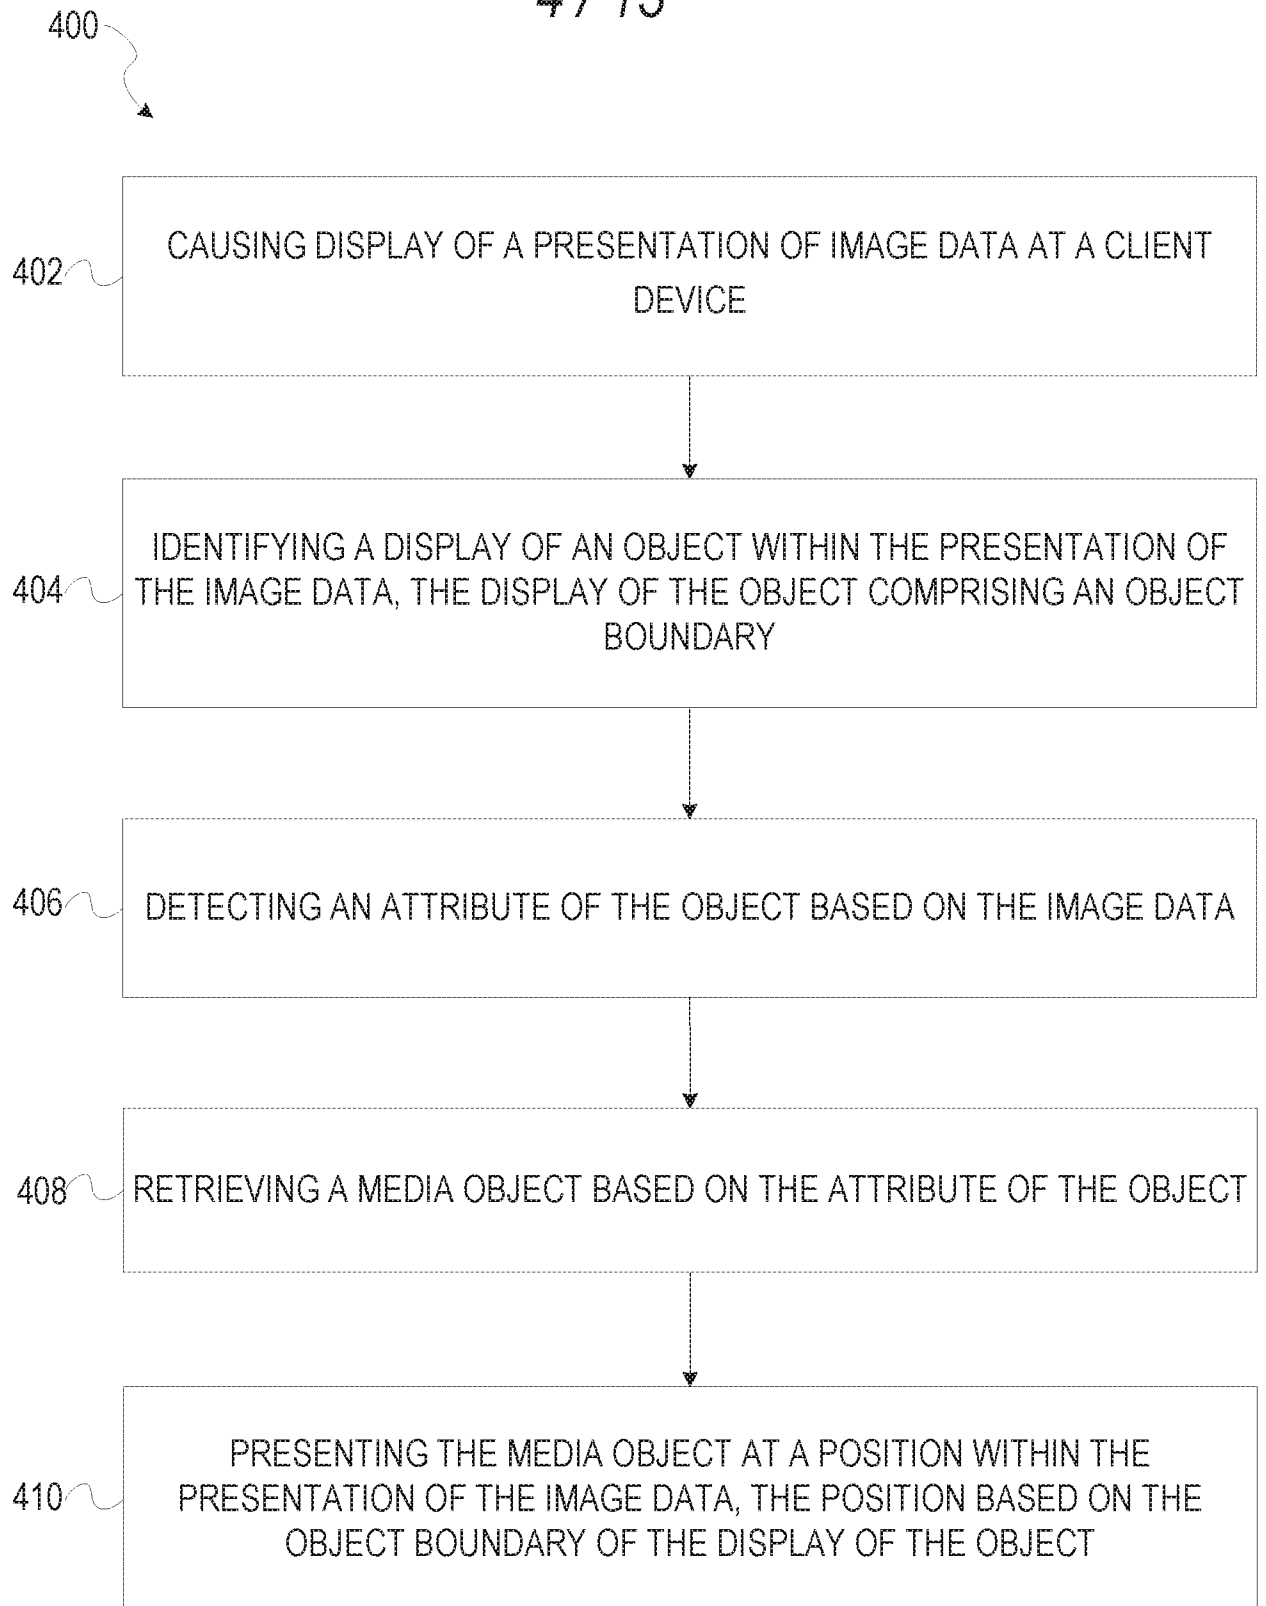 400
402
CAUSING DISPLAY OF A PRESENTATION OF IMAGE DATA AT A CLIENT
DEVICE
404
IDENTIFYING A DISPLAY OF AN OBJECT WITHIN THE PRESENTATION OF
THE IMAGE DATA, THE DISPLAY OF THE OBJECT COMPRISING AN OBJECT
BOUNDARY
406
DETECTING AN ATTRIBUTE OF THE OBJECT BASED ON THE IMAGE DATA
408
RETRIEVING A MEDIA OBJECT BASED ON THE ATTRIBUTE OF THE OBJECT
410
PRESENTING THE MEDIA OBJECT AT A POSITION WITHIN THE
PRESENTATION OF THE IMAGE DATA, THE POSITION BASED ON THE
OBJECT BOUNDARY OF THE DISPLAY OF THE OBJECT